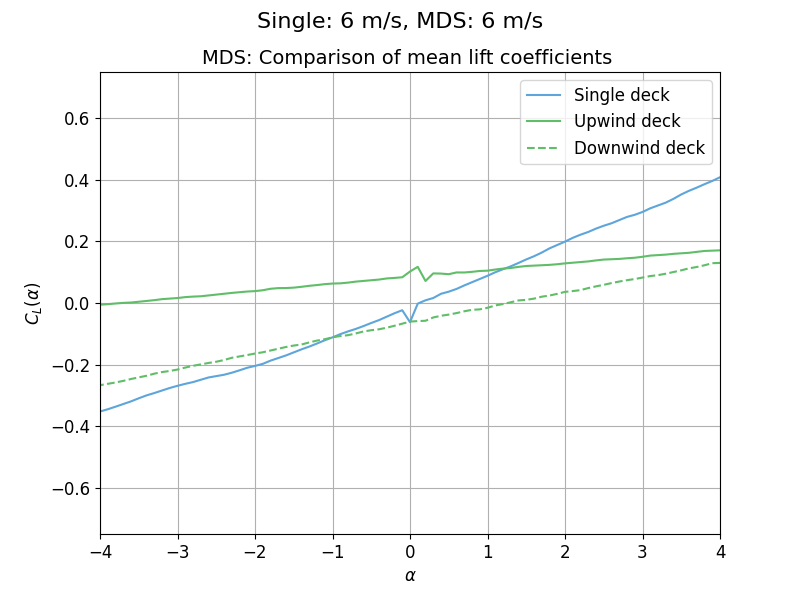 Single: 6 m/s, MDS: 6 m/s
MDS: Comparison of mean lift coefficients
Single deck
Upwind deck
Downwind deck
0.6
0.4
0.2
0.0
−0.2
−0.4
−0.6
C_L(α)
−4 −3 −2 −1 0 1 2 3 4
α